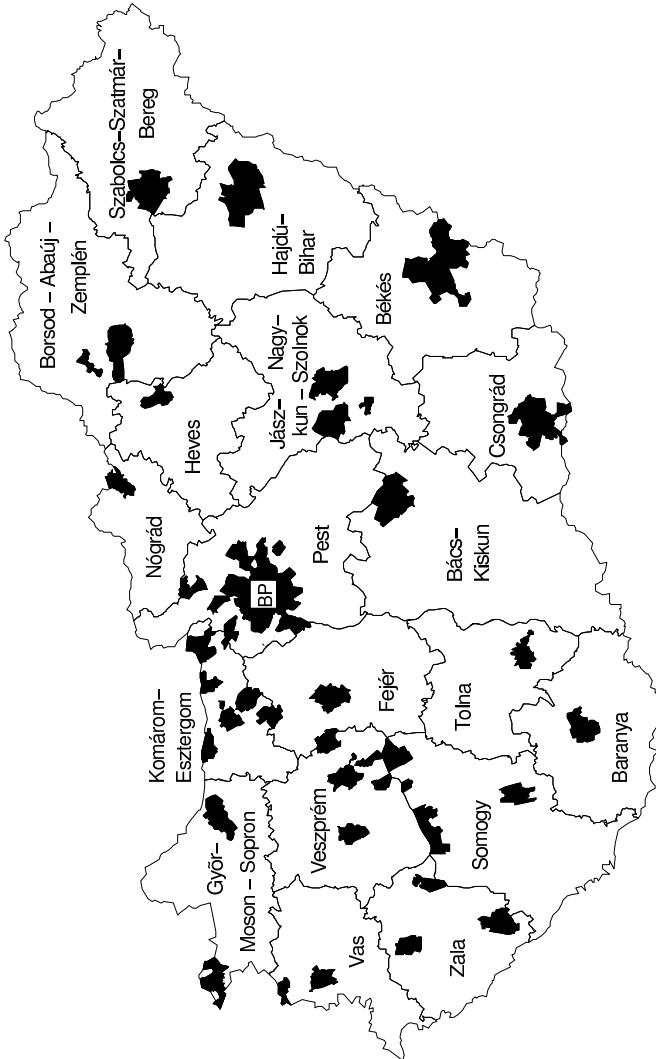 Szabolcs–Szatmár–
Bereg
Borsod – Abaúj –
Zemplén
Hajdú–
Bihar
Békés
Jász– Nagy–
kun – Szolnok
Heves
Csongrád
Nógrád
Pest
BP
Bács–
Kiskun
Komárom–
Esztergom
Fejér
Tolna
Baranya
Győr–
Moson – Sopron
Veszprém
Somogy
Vas
Zala